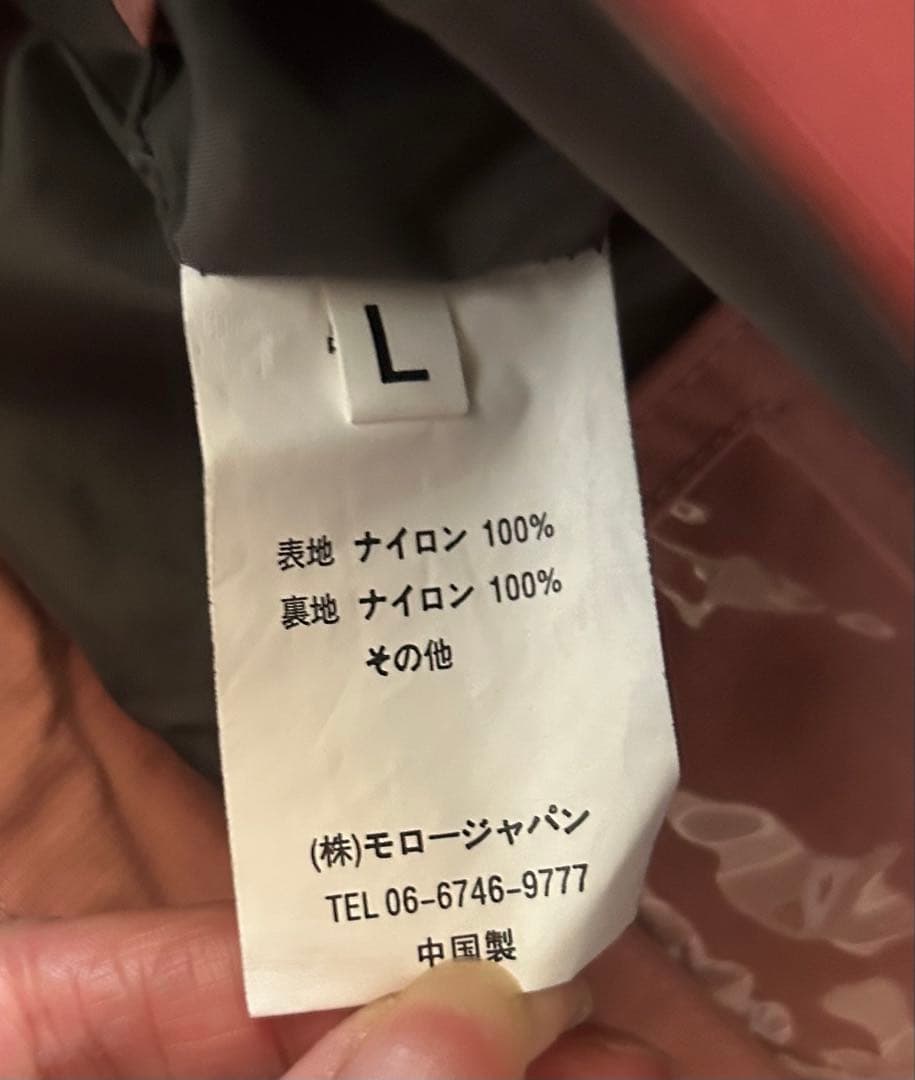 L
表地 ナイロン 100%
裏地 ナイロン 100%
その他
(株)モロージャパン
TEL 06-6746-9777
中国製